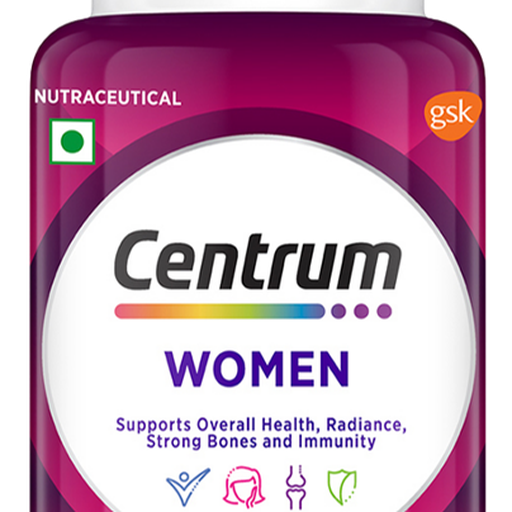 NUTRACEUTICAL
gsk
Centrum
WOMEN
Supports Overall Health, Radiance,
Strong Bones and Immunity